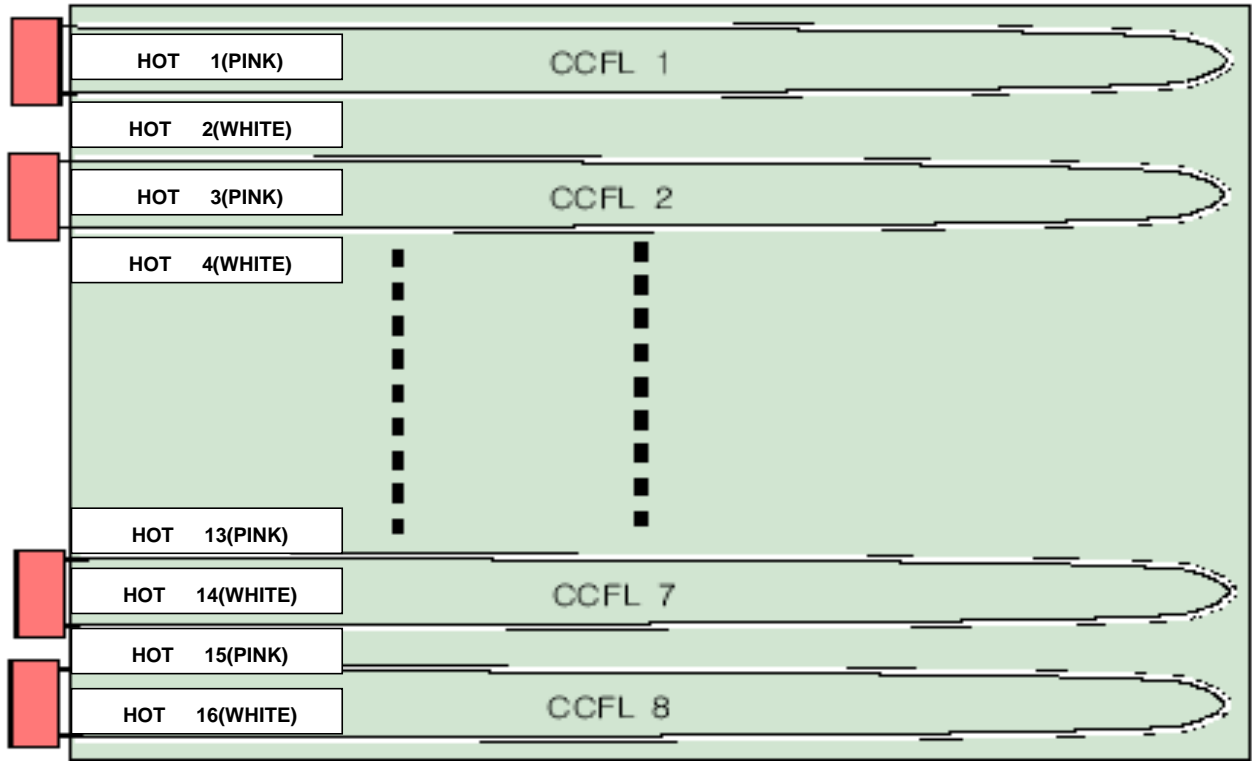 HOT 1(PINK)
CCFL 1
HOT 2(WHITE)
HOT 3(PINK)
CCFL 2
HOT 4(WHITE)
HOT 13(PINK)
HOT 14(WHITE)
CCFL 7
HOT 15(PINK)
HOT 16(WHITE)
CCFL 8